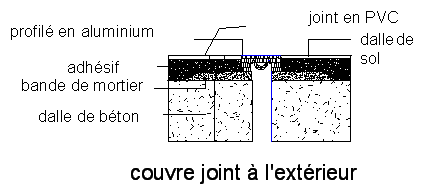 joint en PVC
profilé en aluminium
dalle de
sol
adhésif
bande de mortier
dalle de béton
couvre joint à l'extérieur